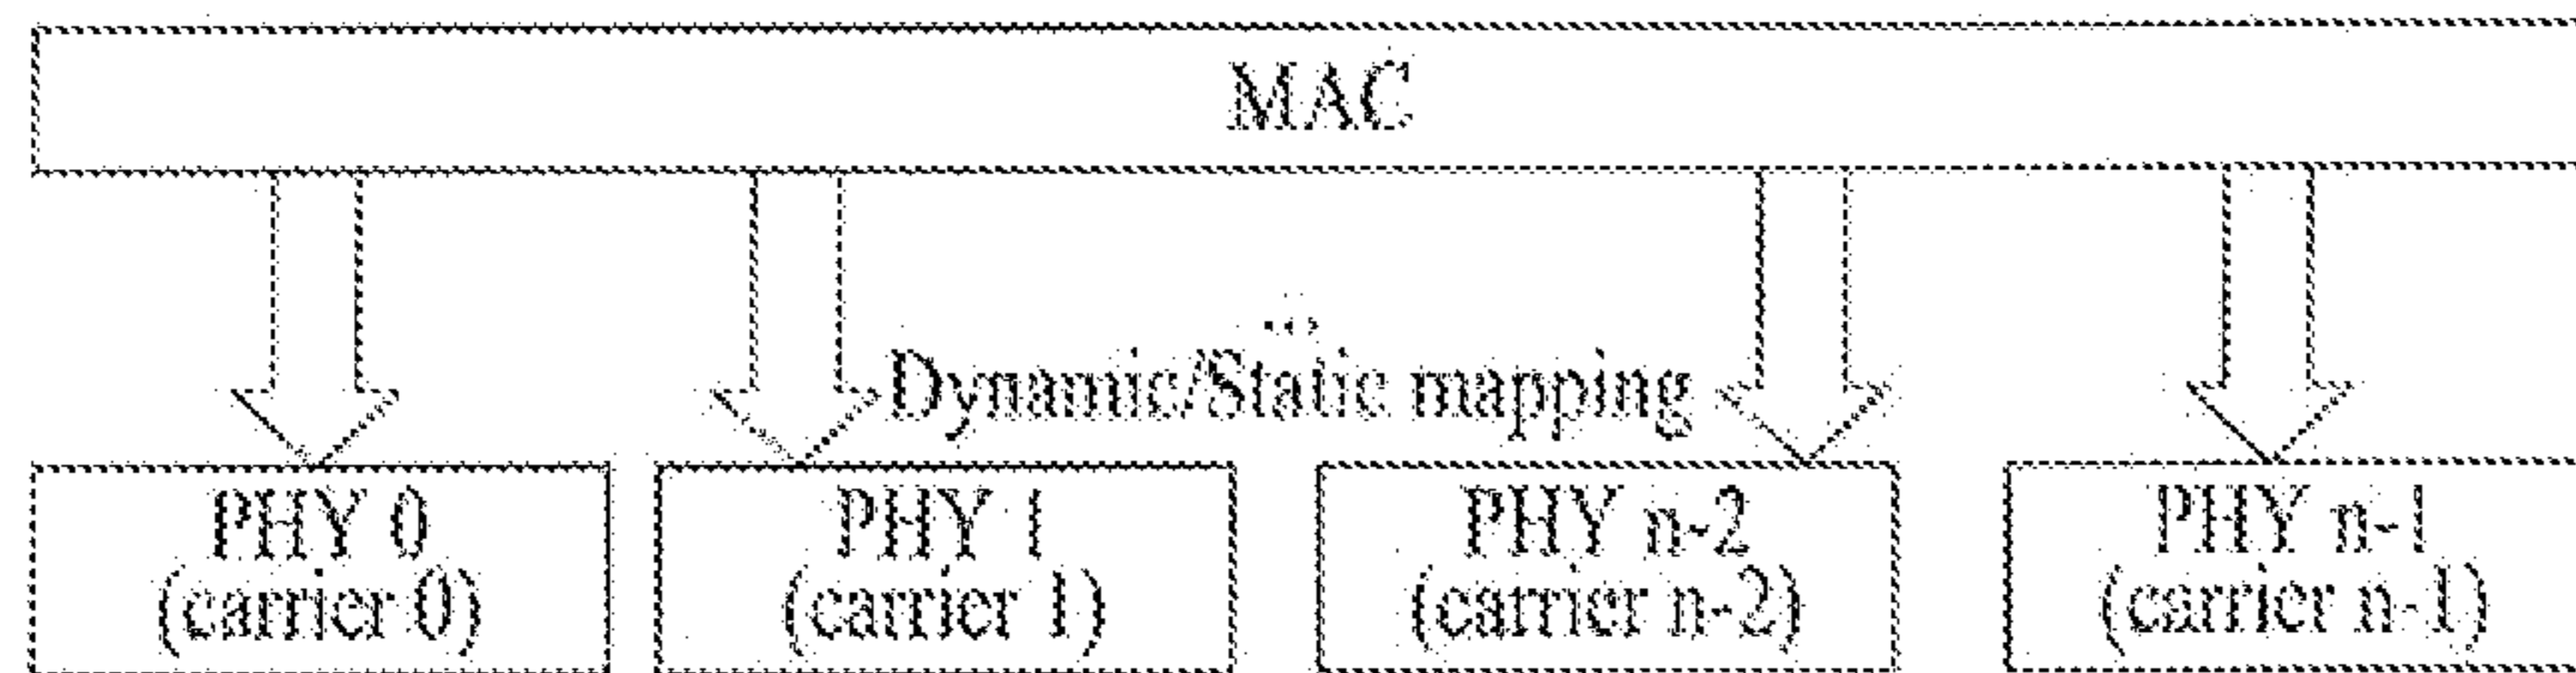 MAC
...
Dynamic/Static mapping
PHY 0
(carrier 0)
PHY 1
(carrier 1)
PHY n-2
(carrier n-2)
PHY n-1
(carrier n-1)